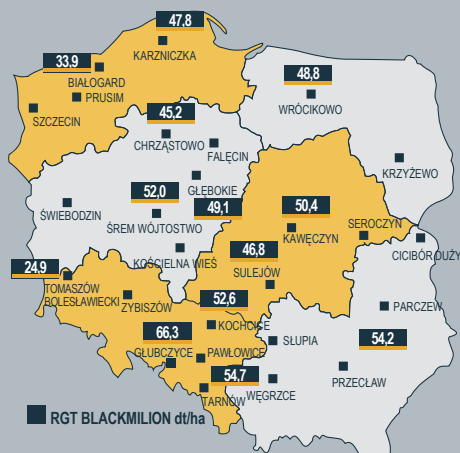 47,8
KARZNICZKA
33,9
BIAŁOGARD
PRUSIM
SZCZECIN
48,8
WRÓCIKOWO
45,2
CHRZĄSTOWO
FALĘCIN
KRZYŻEWO
GŁĘBOKIE
52,0
49,1
50,4
ŚWIEBODZIN
ŚREM WÓJTOSTWO
KAWĘCZYN
SEROCZYN
46,8
CICIBÓR DUŻY
KOŚCIELNA WIEŚ
24,9
SULEJÓW
TOMASZÓW
BOLESŁAWIECKI
ZYBISZÓW
52,6
PARCZEW
KOCHCICE
66,3
SŁUPIA
54,2
GŁUBCZYCE
PAWŁOWICE
54,7
PRZECŁAW
WĘGRZCE
TARNÓW
RGT BLACKMILION dt/ha